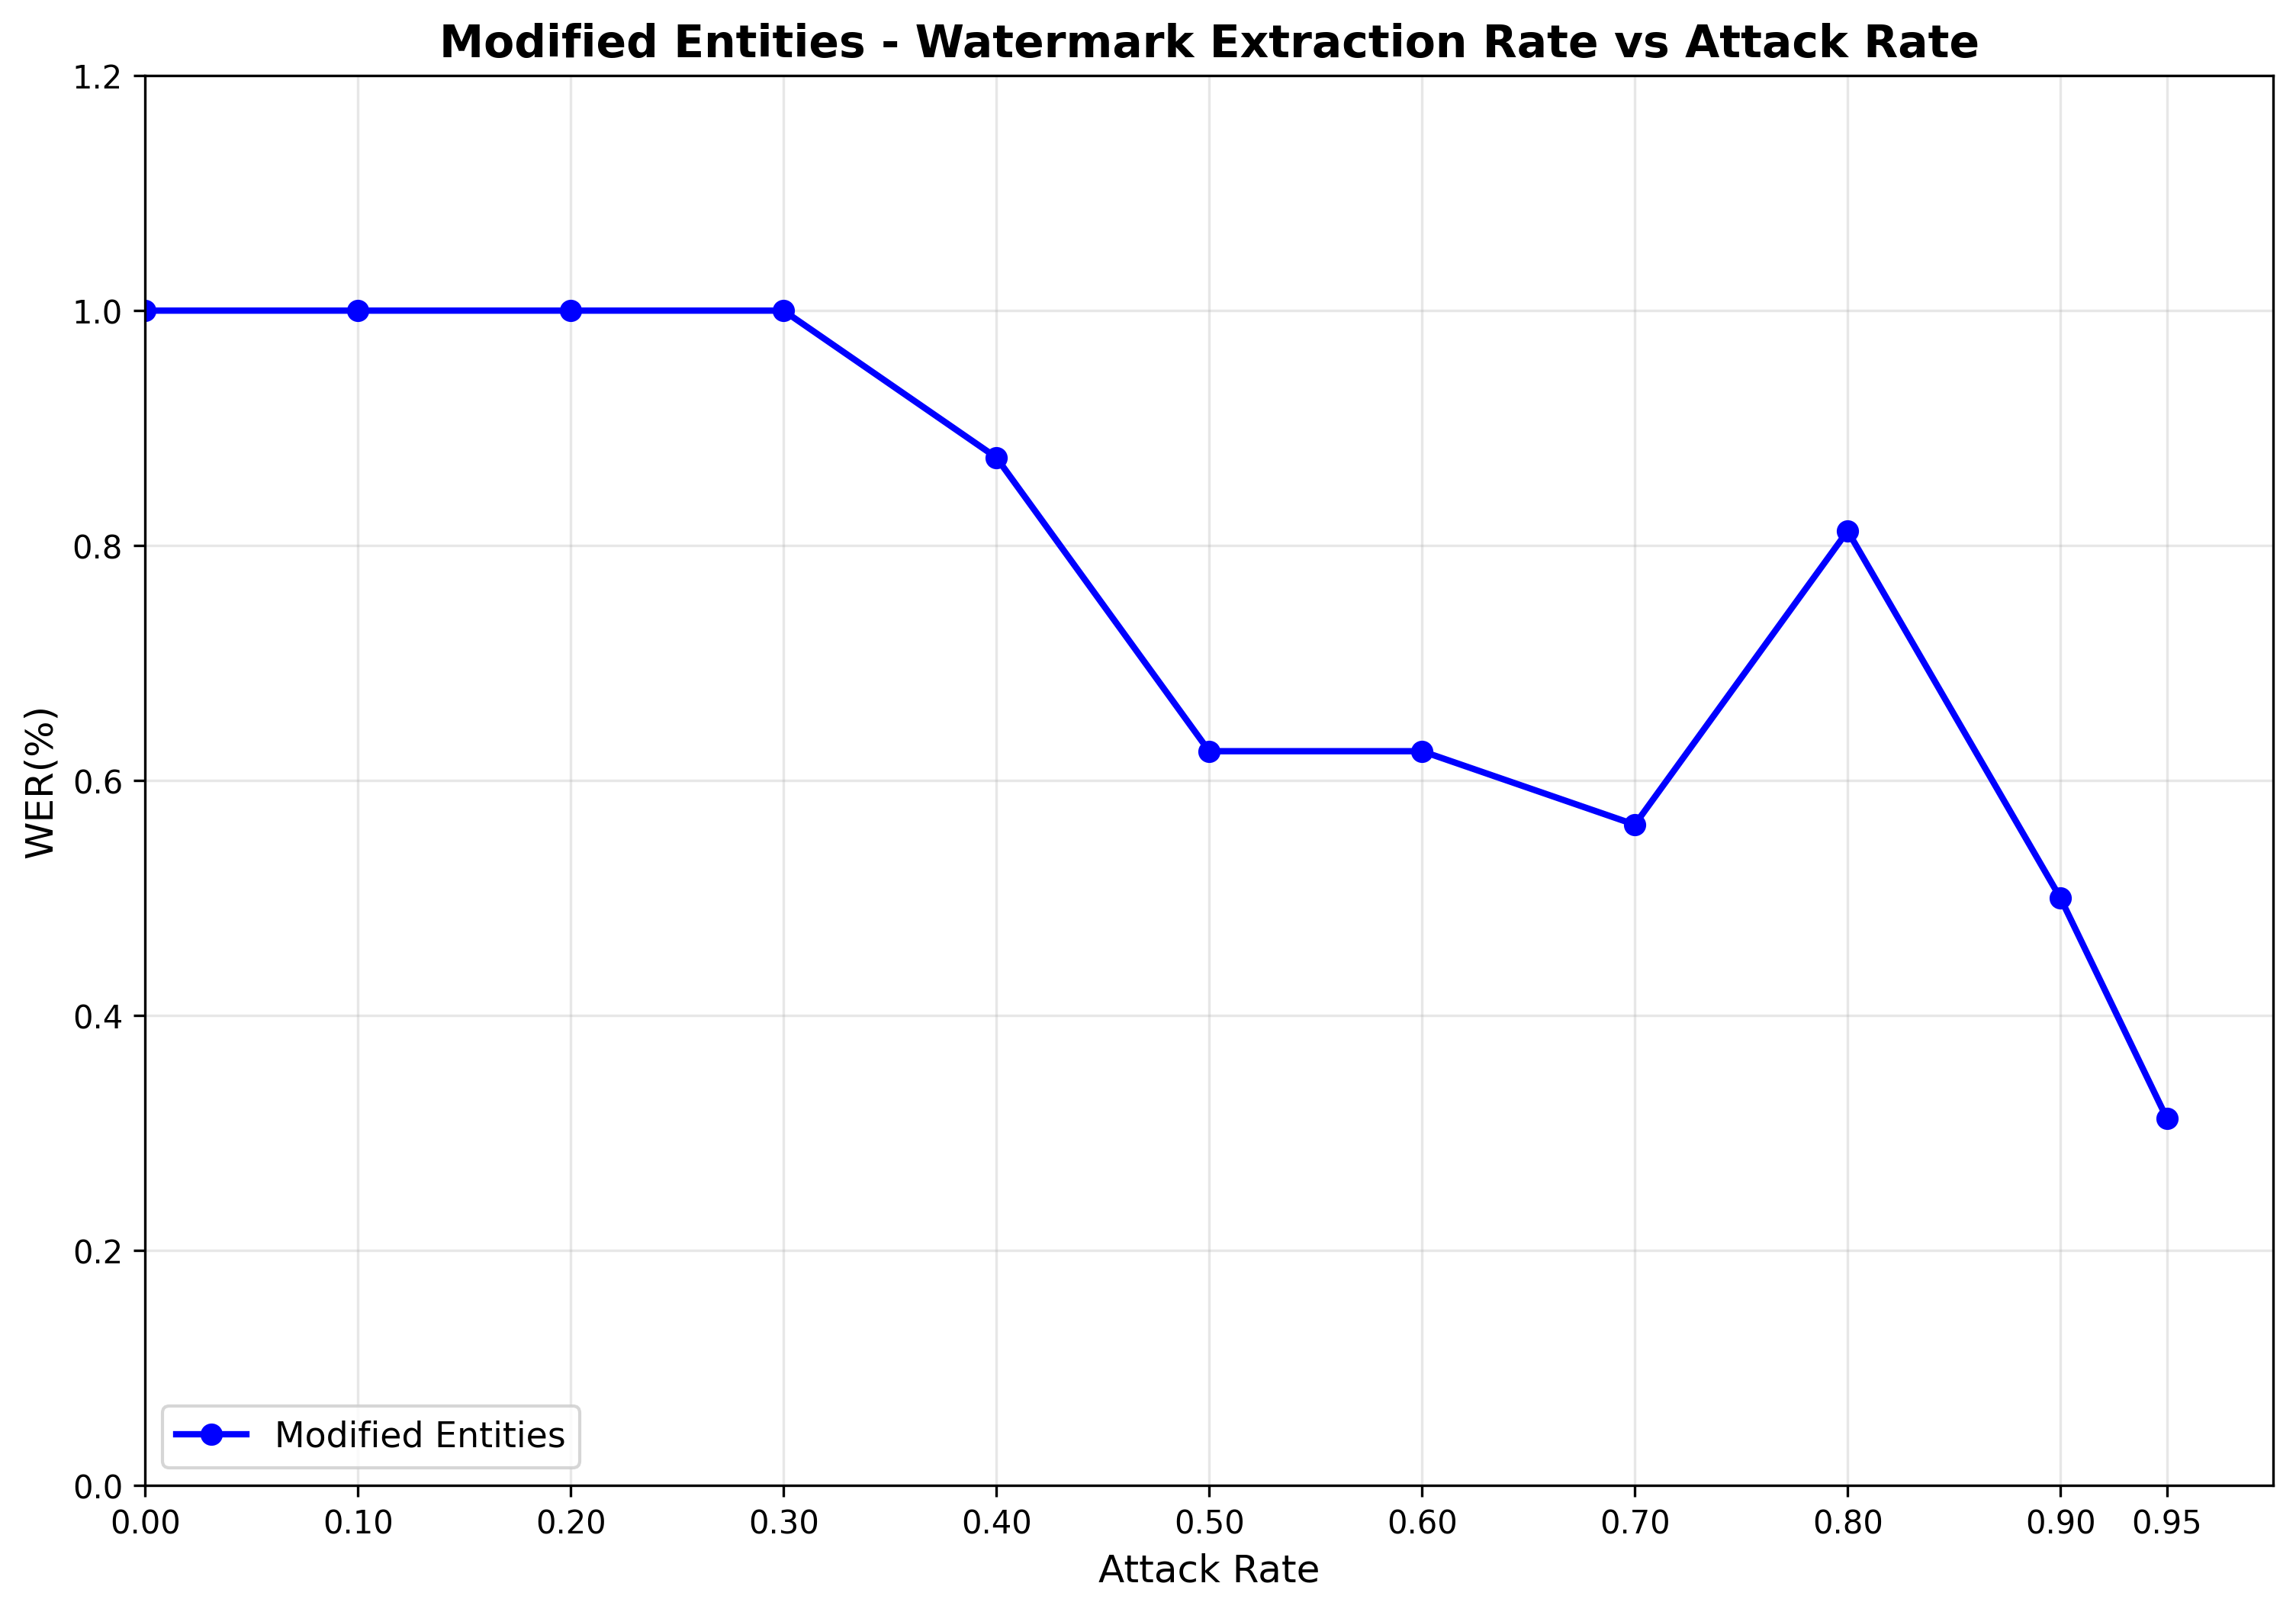 Modified Entities - Watermark Extraction Rate vs Attack Rate
1.2
1.0
0.8
0.6
0.4
0.2
0.0
WER(%)
Modified Entities
0.00 0.10 0.20 0.30 0.40 0.50 0.60 0.70 0.80 0.90 0.95
Attack Rate